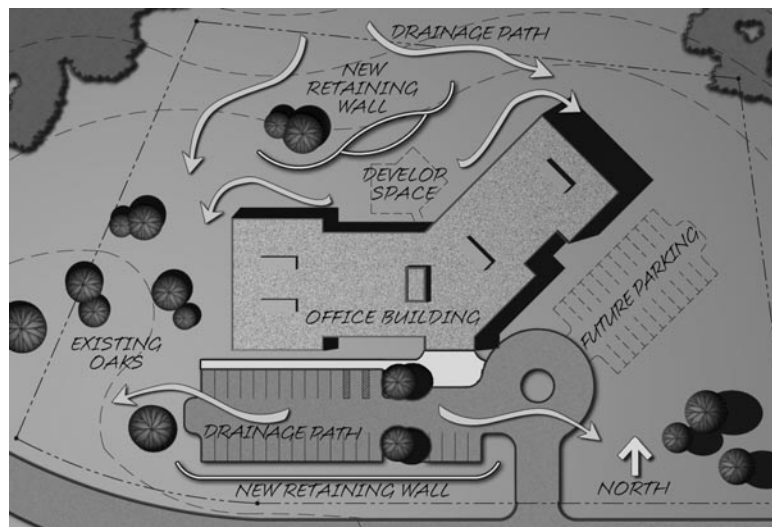 DRAINAGE PATH
NEW
RETAINING
WALL
DEVELOP
SPACE
OFFICE BUILDING
FUTURE PARKING
EXISTING
OAKS
DRAINAGE PATH
NEW RETAINING WALL
NORTH